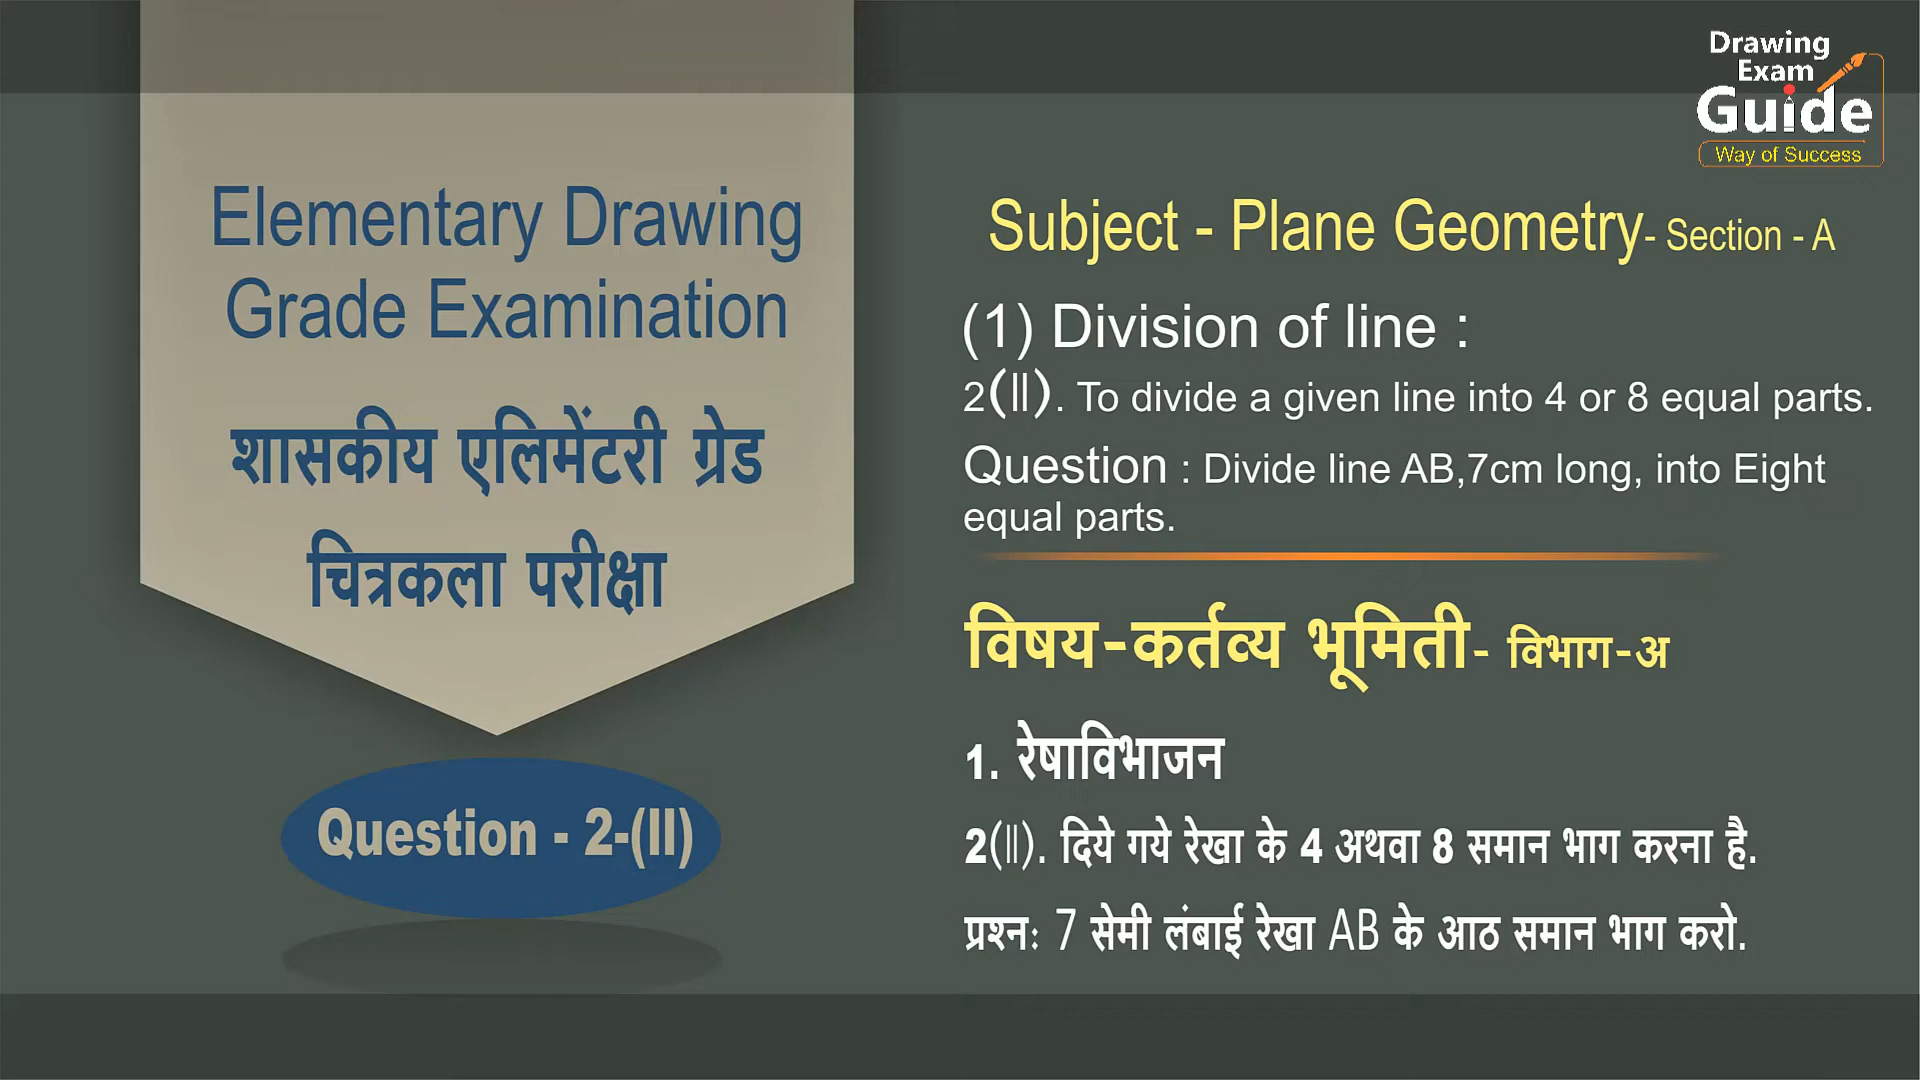 Drawing
Exam
Guide
Way of Success
Elementary Drawing
Grade Examination
शासकीय एलिमेंटरी ग्रेड
चित्रकला परीक्षा
Question - 2-(II)
Subject - Plane Geometry- Section - A
(1) Division of line :
2(II). To divide a given line into 4 or 8 equal parts.
Question : Divide line AB,7cm long, into Eight
equal parts.
विषय-कर्तव्य भूमिती- विभाग-अ
1. रेषाविभाजन
2(II). दिये गये रेखा के 4 अथवा 8 समान भाग करना है.
प्रश्नः 7 सेमी लंबाई रेखा AB के आठ समान भाग करो.